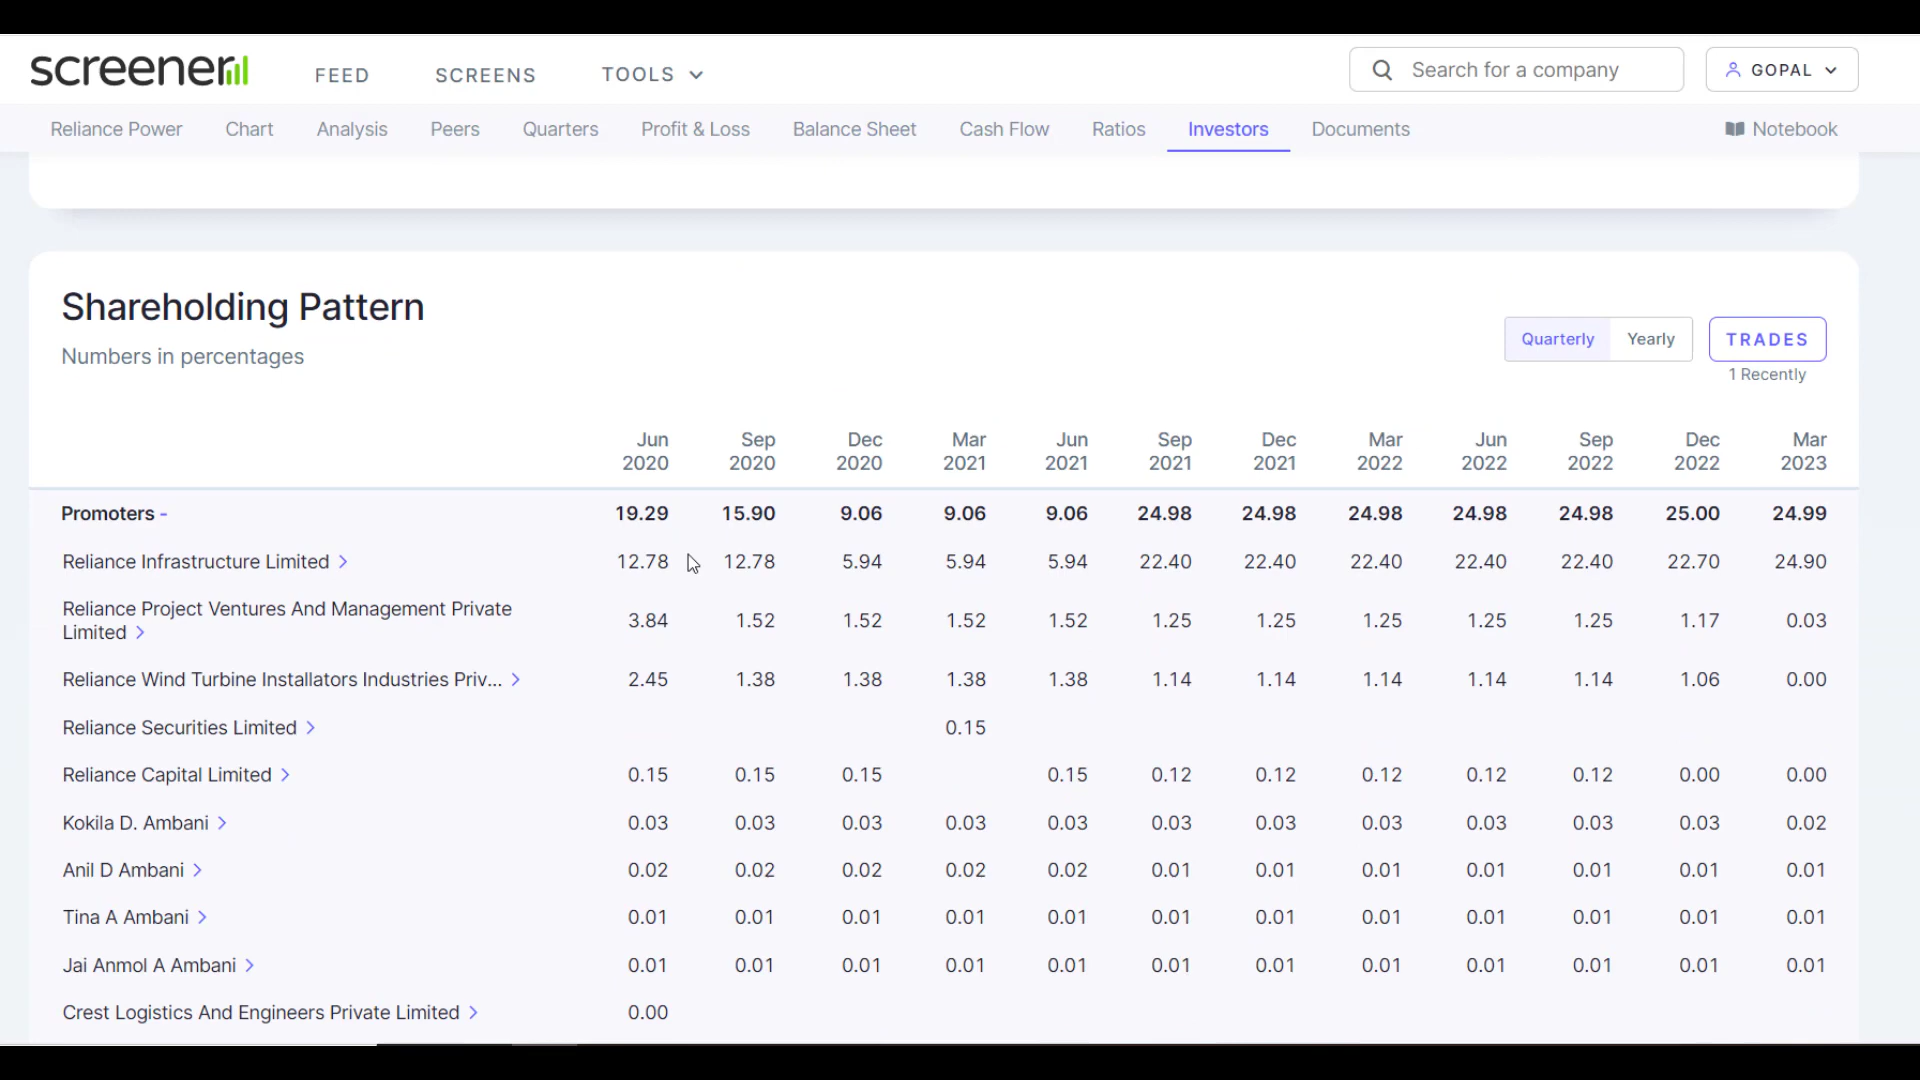 screener
FEED SCREENS TOOLS
Search for a company
GOPAL
Reliance Power Chart Analysis Peers Quarters Profit & Loss Balance Sheet Cash Flow Ratios Investors Documents Notebook
Shareholding Pattern
Numbers in percentages
Quarterly Yearly TRADES
1 Recently
Jun 2020 Sep 2020 Dec 2020 Mar 2021 Jun 2021 Sep 2021 Dec 2021 Mar 2022 Jun 2022 Sep 2022 Dec 2022 Mar 2023
Promoters - 19.29 15.90 9.06 9.06 9.06 24.98 24.98 24.98 24.98 24.98 25.00 24.99
Reliance Infrastructure Limited 12.78 12.78 5.94 5.94 5.94 22.40 22.40 22.40 22.40 22.40 22.70 24.90
Reliance Project Ventures And Management Private
Limited 3.84 1.52 1.52 1.52 1.52 1.25 1.25 1.25 1.25 1.25 1.17 0.03
Reliance Wind Turbine Installators Industries Priv... 2.45 1.38 1.38 1.38 1.38 1.14 1.14 1.14 1.14 1.14 1.06 0.00
Reliance Securities Limited 0.15
Reliance Capital Limited 0.15 0.15 0.15 0.15 0.12 0.12 0.12 0.12 0.12 0.00 0.00
Kokila D. Ambani 0.03 0.03 0.03 0.03 0.03 0.03 0.03 0.03 0.03 0.03 0.03 0.02
Anil D Ambani 0.02 0.02 0.02 0.02 0.02 0.01 0.01 0.01 0.01 0.01 0.01 0.01
Tina A Ambani 0.01 0.01 0.01 0.01 0.01 0.01 0.01 0.01 0.01 0.01 0.01 0.01
Jai Anmol A Ambani 0.01 0.01 0.01 0.01 0.01 0.01 0.01 0.01 0.01 0.01 0.01 0.01
Crest Logistics And Engineers Private Limited 0.00